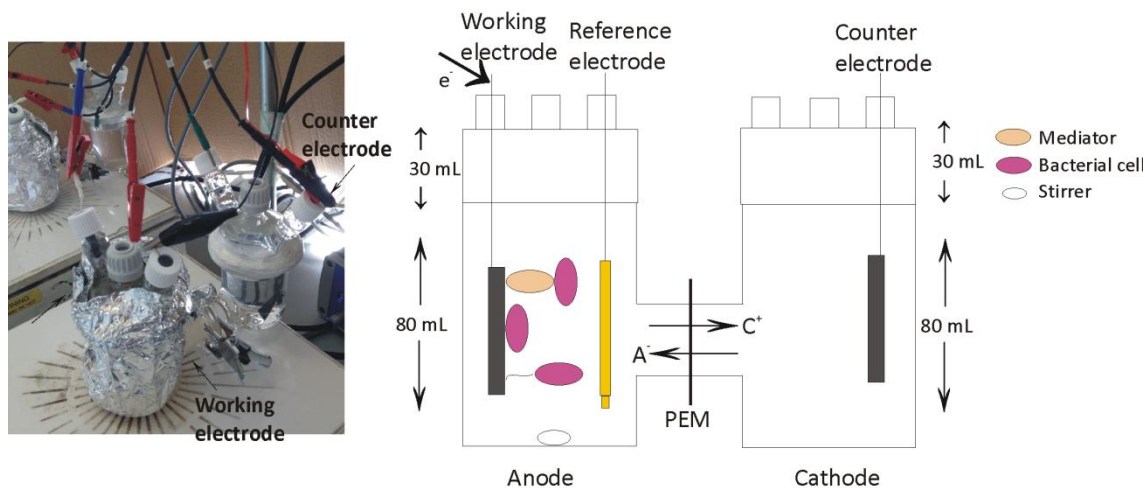 Counter
electrode
Working
electrode
Working
electrode
e-
Reference
electrode
Counter
electrode
30 mL
80 mL
C+
A-
PEM
30 mL
80 mL
Anode
Cathode
Mediator
Bacterial cell
Stirrer